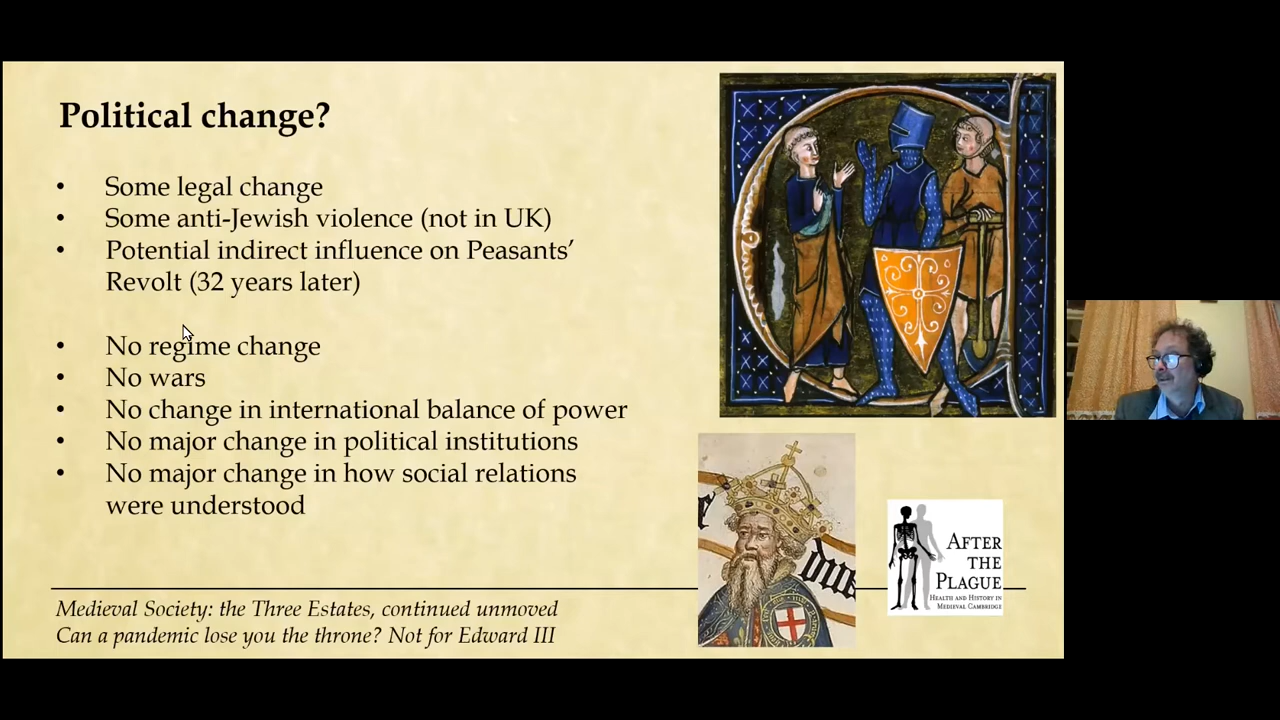 Political change?
• Some legal change
• Some anti-Jewish violence (not in UK)
• Potential indirect influence on Peasants’
Revolt (32 years later)
• No regime change
• No wars
• No change in international balance of power
• No major change in political institutions
• No major change in how social relations
were understood
AFTER
THE
PLAGUE
HEALTH AND HISTORY IN
MEDIEVAL CAMBRIDGE
Medieval Society: the Three Estates, continued unmoved
Can a pandemic lose you the throne? Not for Edward III